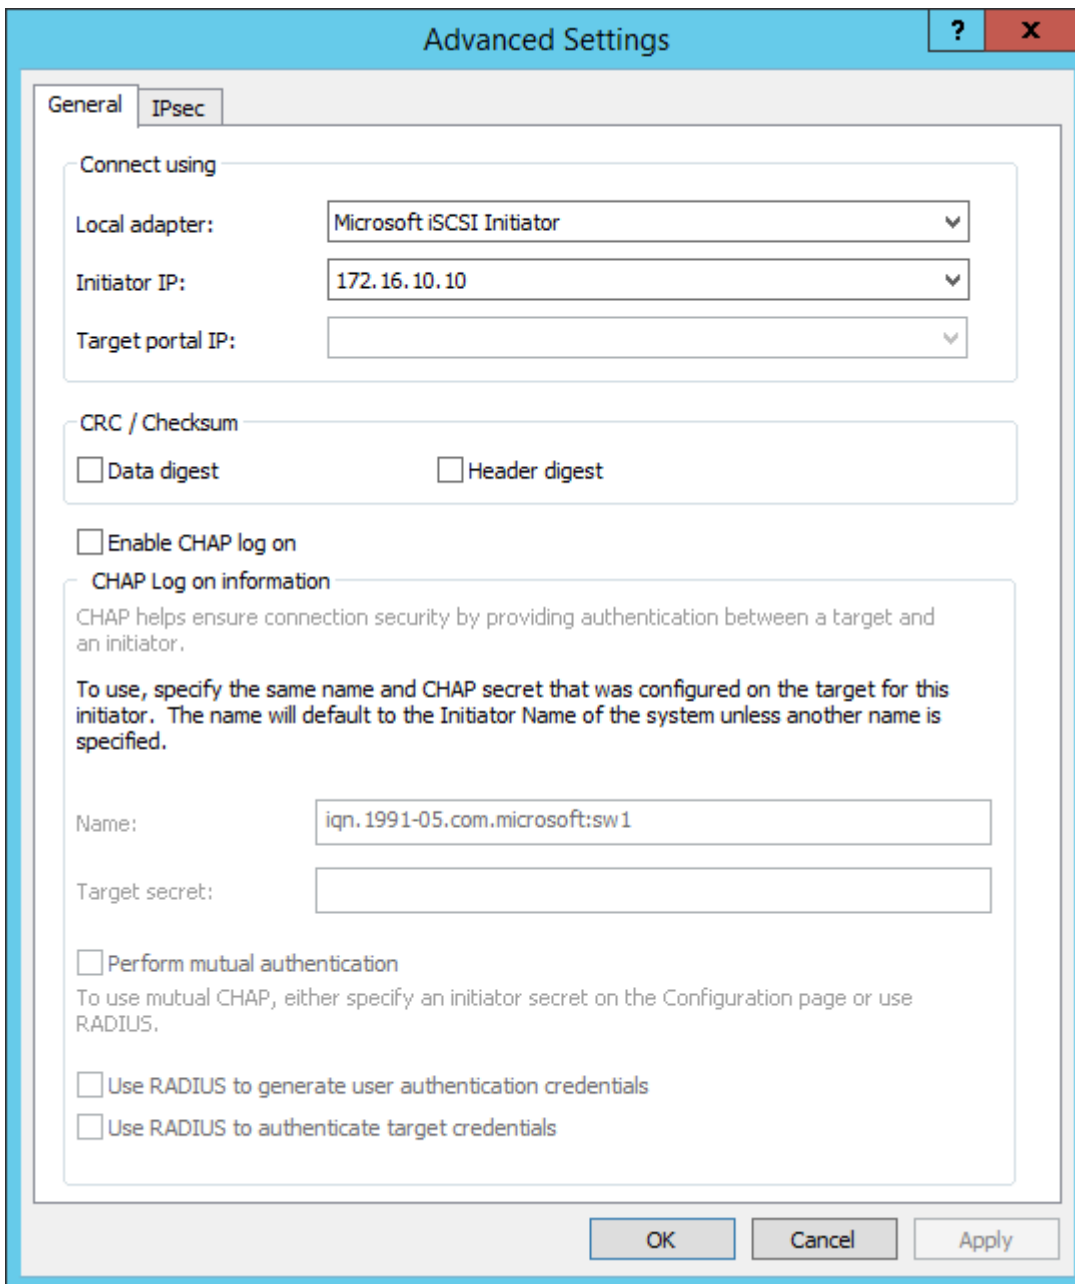 Advanced Settings
?
x
General
IPsec
Connect using
Local adapter:
Microsoft iSCSI Initiator
Initiator IP:
172.16.10.10
Target portal IP:
CRC / Checksum
Data digest
Header digest
Enable CHAP log on
CHAP Log on information
CHAP helps ensure connection security by providing authentication between a target and
an initiator.
To use, specify the same name and CHAP secret that was configured on the target for this
initiator.  The name will default to the Initiator Name of the system unless another name is
specified.
Name:
iqn.1991-05.com.microsoft:sw1
Target secret:
Perform mutual authentication
To use mutual CHAP, either specify an initiator secret on the Configuration page or use
RADIUS.
Use RADIUS to generate user authentication credentials
Use RADIUS to authenticate target credentials
OK
Cancel
Apply